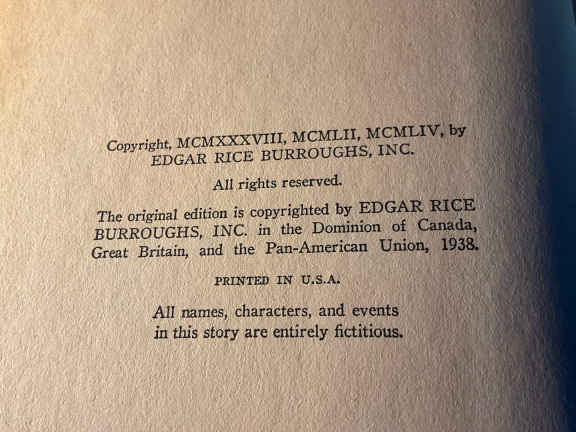 Copyright, MCMXXXVIII, MCMLII, MCMLIV, by
EDGAR RICE BURROUGHS, INC.
All rights reserved.
The original edition is copyrighted by EDGAR RICE
BURROUGHS, INC. in the Dominion of Canada,
Great Britain, and the Pan-American Union, 1938.
PRINTED IN U.S.A.
All names, characters, and events
in this story are entirely fictitious.